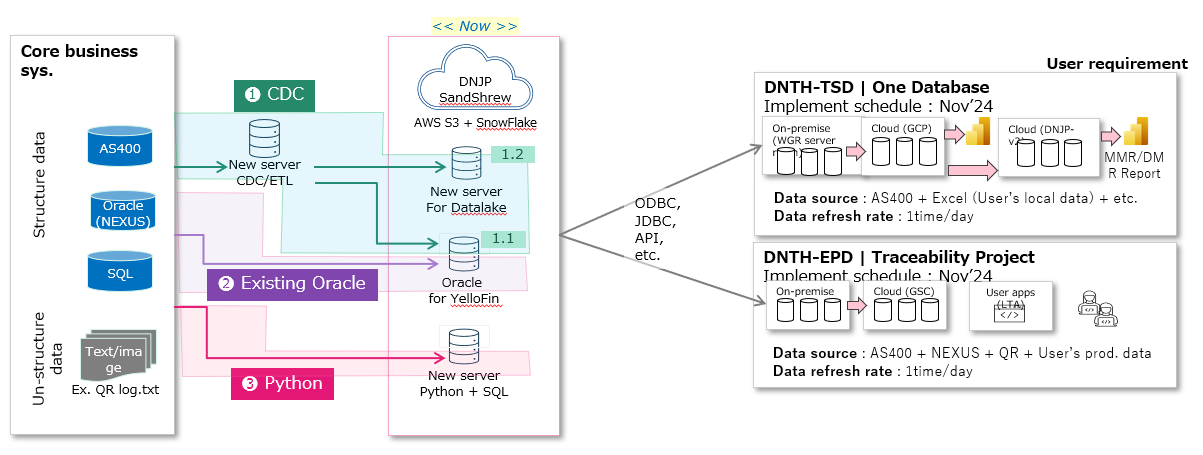 << Now >>
Core business
sys.
Structure data
AS400
Oracle
(NEXUS)
SQL
Un-structure
data
Text/ima
ge
Ex. QR log.txt
❶ CDC
New server
CDC/ETL
❷ Existing Oracle
❸ Python
DNJP
SandShrew
AWS S3 + SnowFlake
1.2
New server
For Datalake
1.1
Oracle
for YelloFin
New server
Python + SQL
ODBC,
JDBC,
API,
etc.
User requirement
DNTH-TSD | One Database
Implement schedule : Nov’24
On-premise
(WGR server
Cloud (GCP)
Cloud (DNJP-
v2)
MMR/DM
R Report
Data source : AS400 + Excel (User’s local data) + etc.
Data refresh rate : 1time/day
DNTH-EPD | Traceability Project
Implement schedule : Nov’24
On-premise
Cloud (GSC)
User apps
(LTA)
Data source : AS400 + NEXUS + QR + User’s prod. data
Data refresh rate : 1time/day